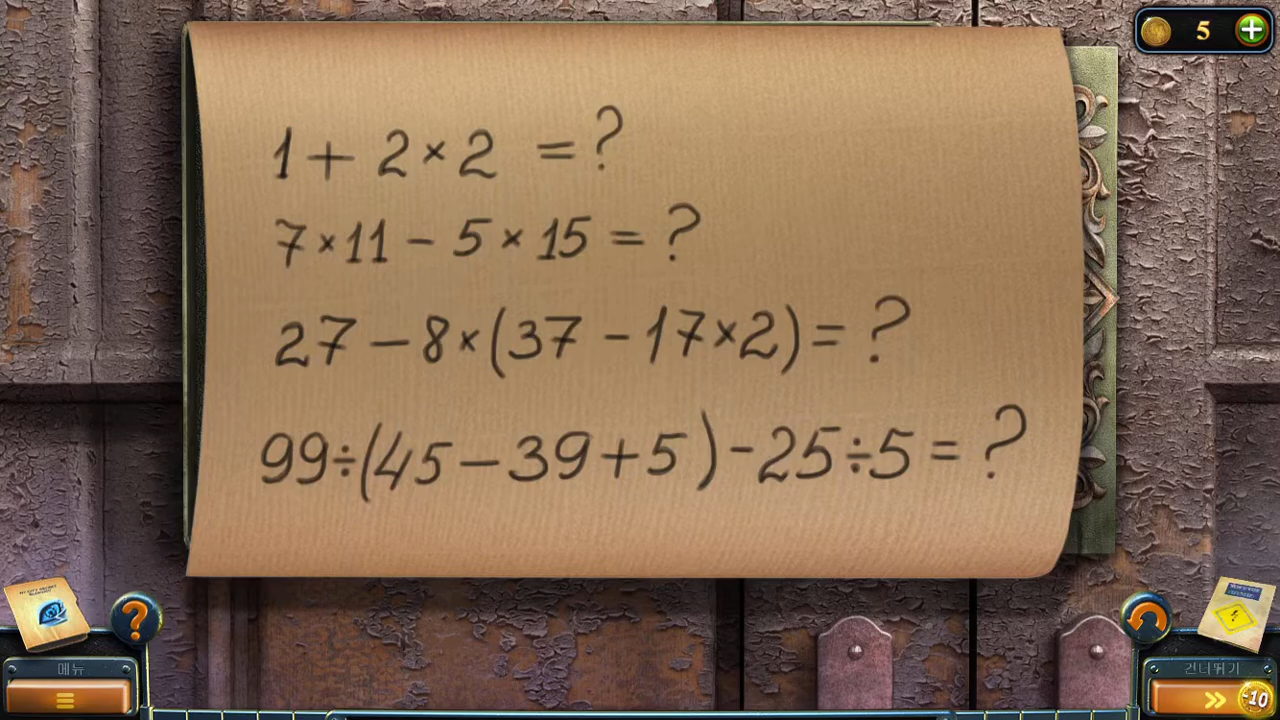 5
1 + 2 × 2 = ?
7 × 11 - 5 × 15 = ?
27 - 8 × (37 - 17 × 2) = ?
99 ÷ (45 - 39 + 5) - 25 ÷ 5 = ?
?
메뉴
건너뛰기
-10